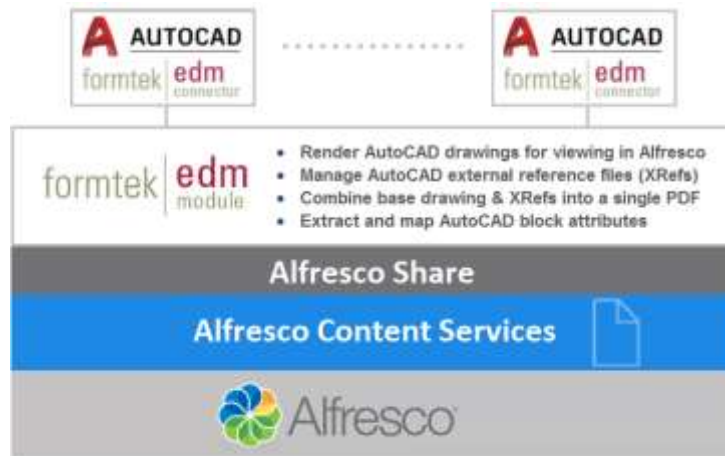 AUTOCAD
formtek edm
connector
AUTOCAD
formtek edm
connector
formtek edm
module
• Render AutoCAD drawings for viewing in Alfresco
• Manage AutoCAD external reference files (XRefs)
• Combine base drawing & XRefs into a single PDF
• Extract and map AutoCAD block attributes
Alfresco Share
Alfresco Content Services
Alfresco